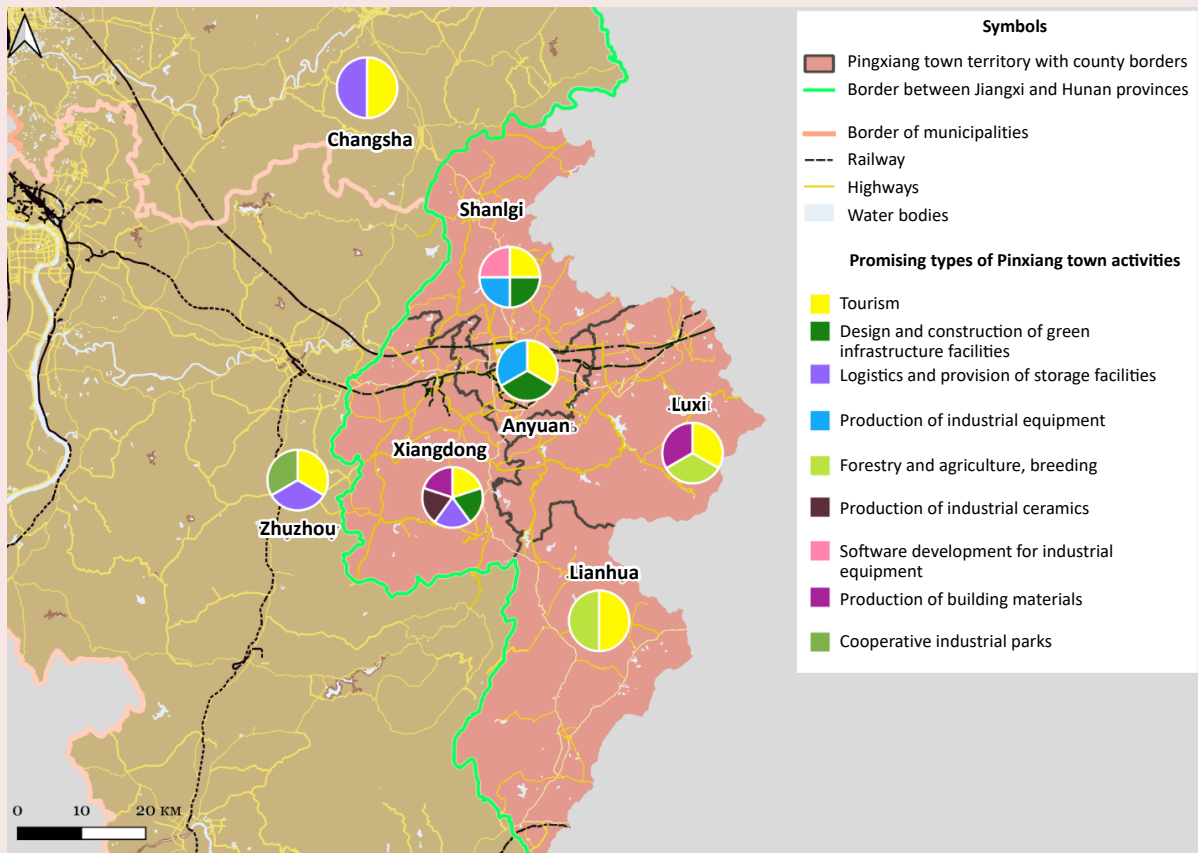 Symbols
Pingxiang town territory with county borders
Border between Jiangxi and Hunan provinces
Border of municipalities
Railway
Highways
Water bodies
Promising types of Pinxiang town activities
Tourism
Design and construction of green
infrastructure facilities
Logistics and provision of storage facilities
Production of industrial equipment
Forestry and agriculture, breeding
Production of industrial ceramics
Software development for industrial
equipment
Production of building materials
Cooperative industrial parks
Changsha
Shanlgi
Anyuan
Luxi
Xiangdong
Zhuzhou
Lianhua
0 10 20 KM